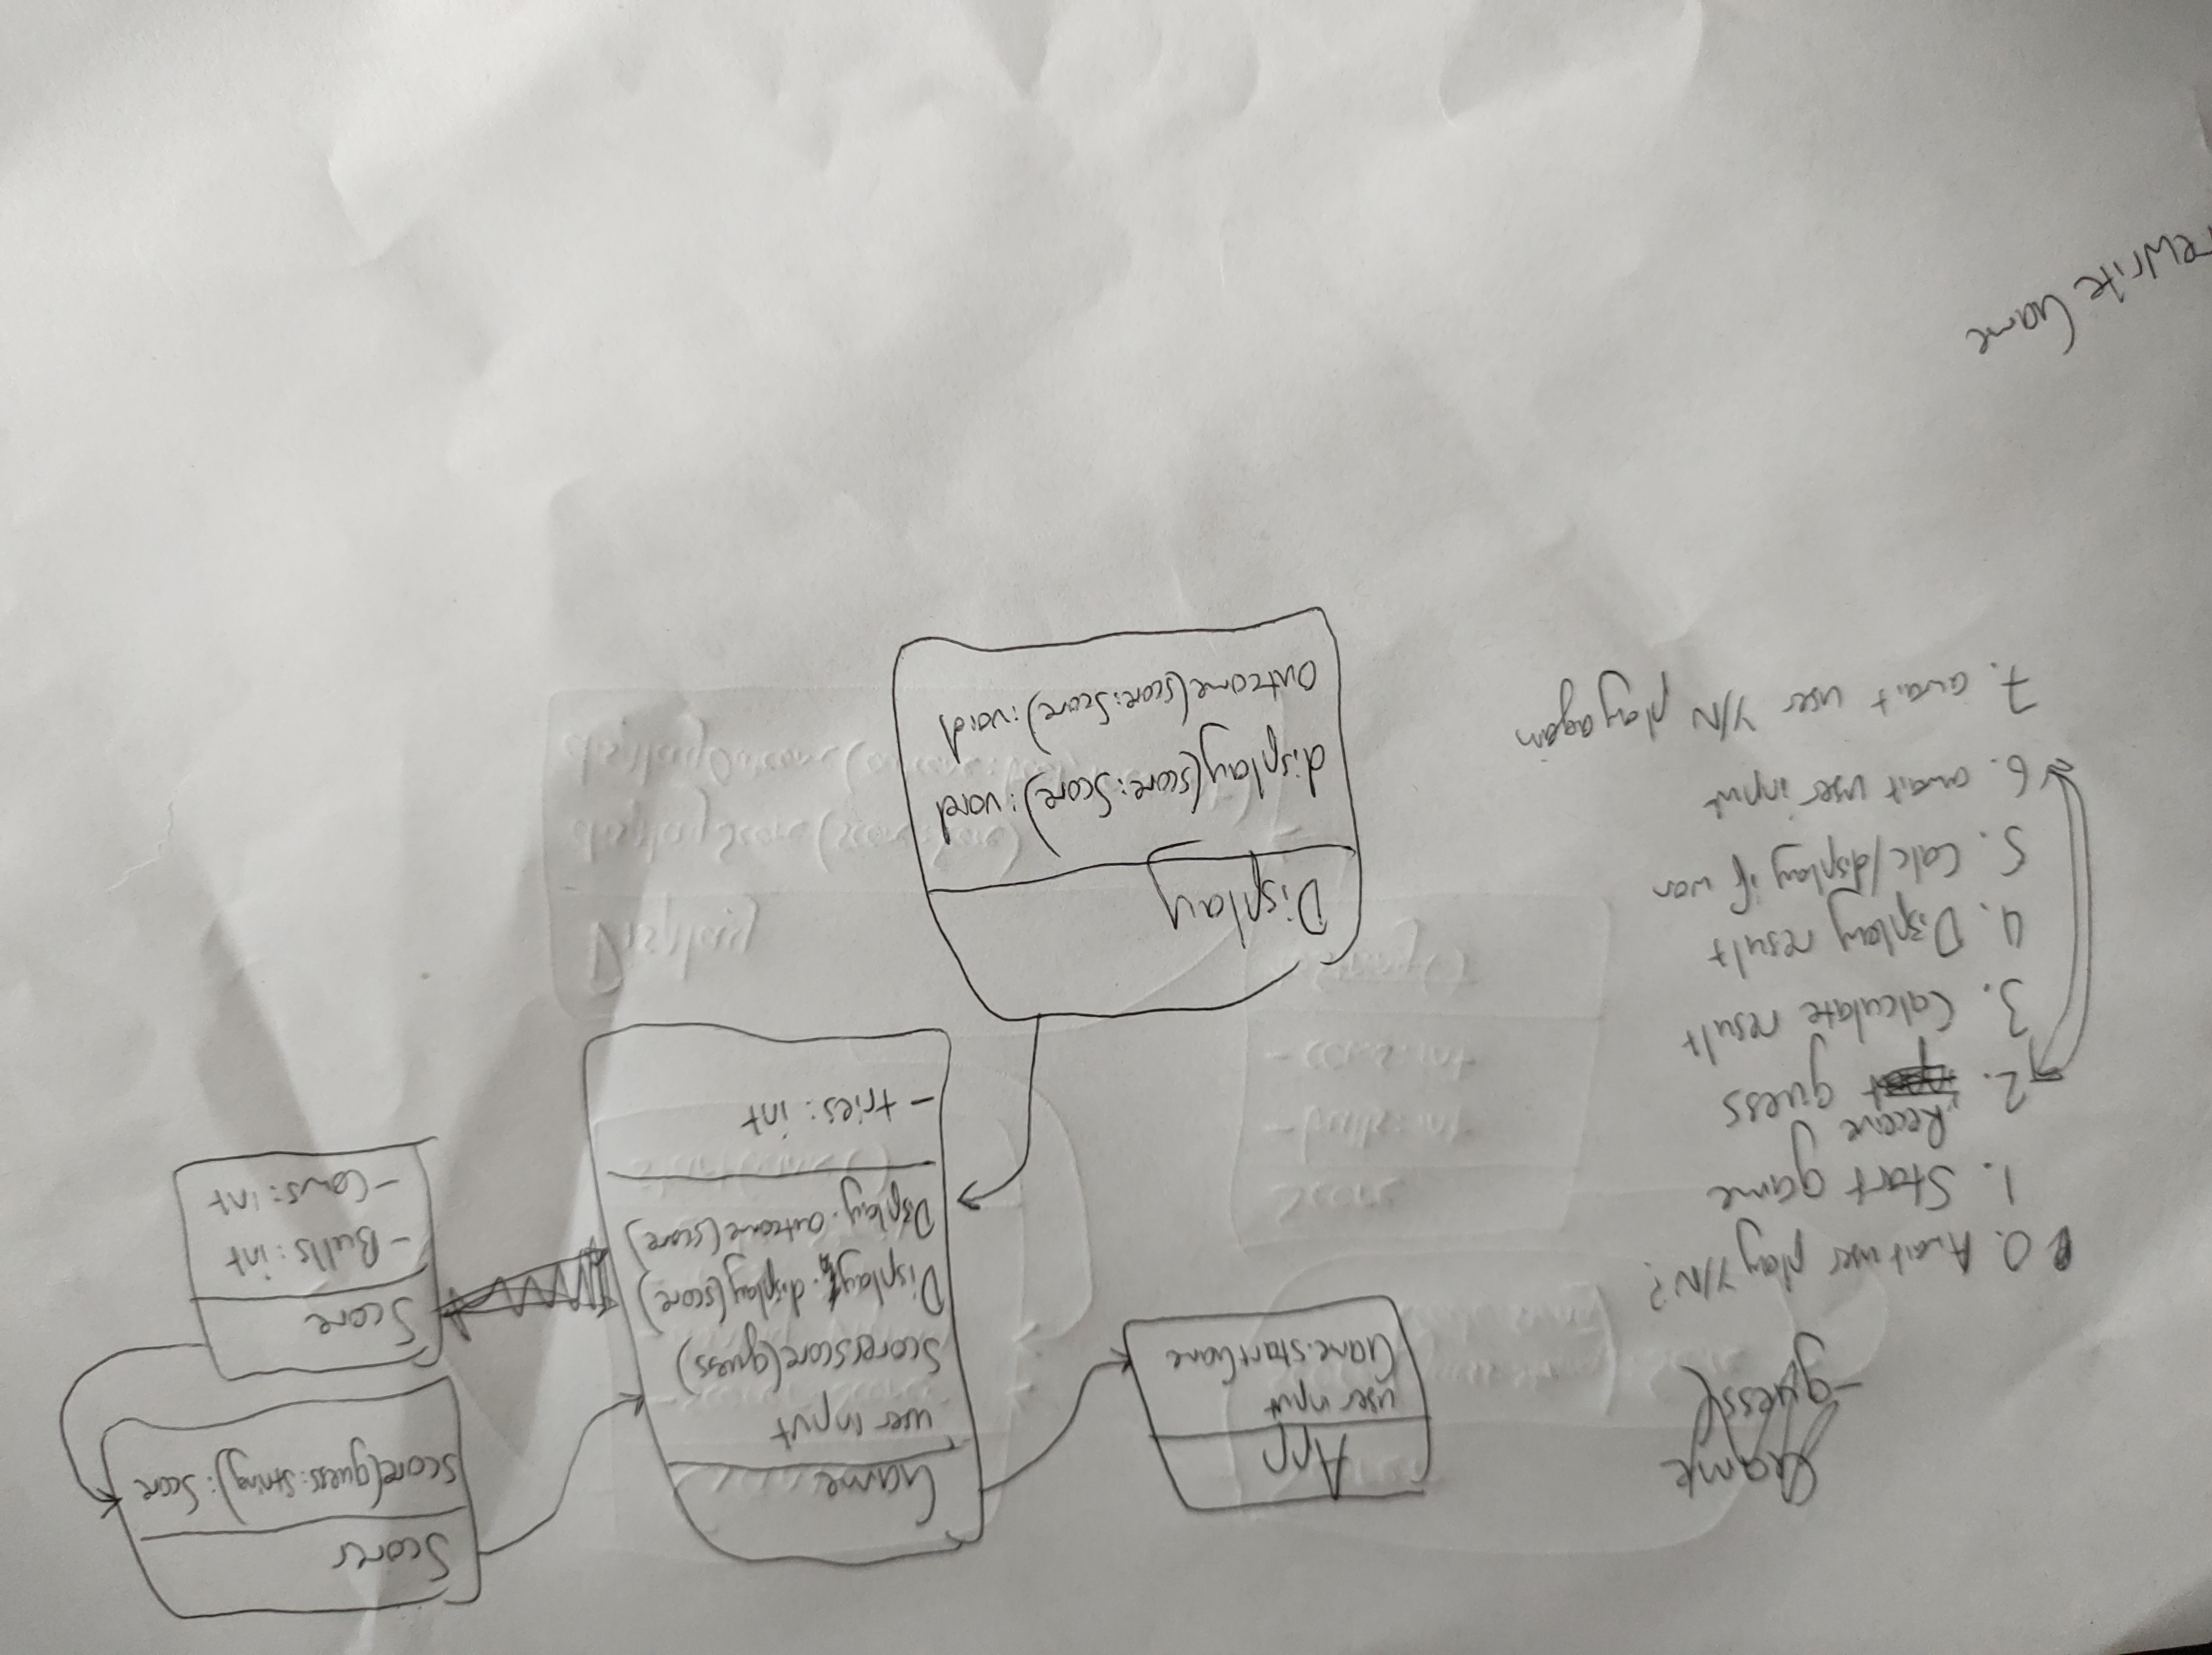 Game
-guess
0. Await user play Y/N?
1. Start game
2. Receive guess
3. Calculate result
4. Display result
5. Calc/display if won
6. await user input
7. await user Y/N play again
rewrite Game
App
user input
Game.startGame
Game
user input
Scorer.score(guess)
Display.display(score)
Display.outcome(score)
- tries: int
Scorer
score(guess:String): Score
Score
- Bulls: int
- Cows: int
Display
display(score:Score):void
outcome(score:Score):void